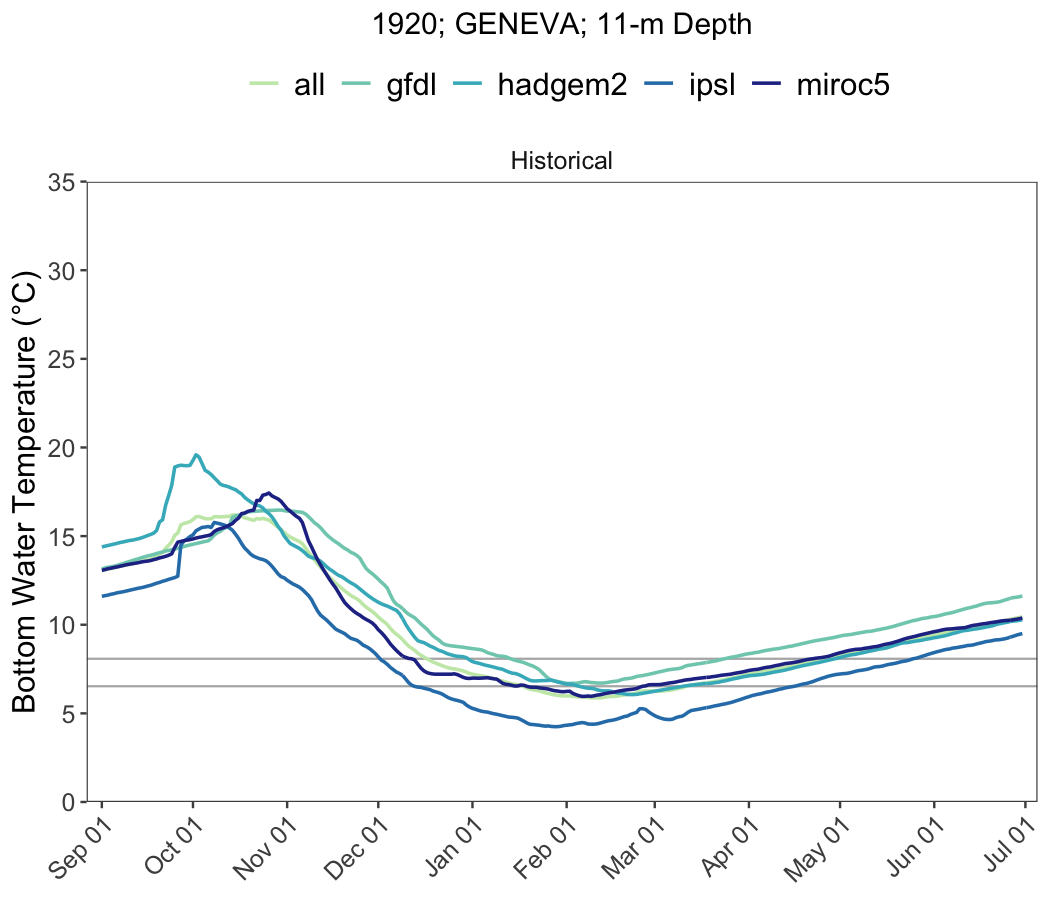 1920; GENEVA; 11-m Depth
all gfdl hadgem2 ipsl miroc5
Historical
Bottom Water Temperature (°C)
35
30
25
20
15
10
5
0
Sep 01 Oct 01 Nov 01 Dec 01 Jan 01 Feb 01 Mar 01 Apr 01 May 01 Jun 01 Jul 01